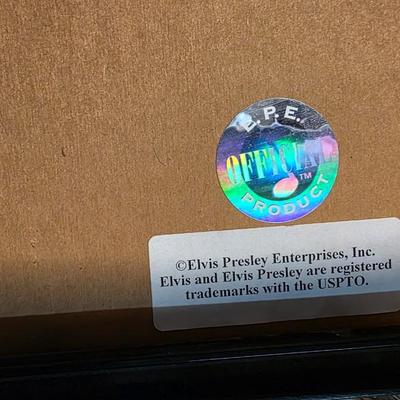 E.P.E.
OFFICIAL
TM
PRODUCT
©Elvis Presley Enterprises, Inc.
Elvis and Elvis Presley are registered
trademarks with the USPTO.